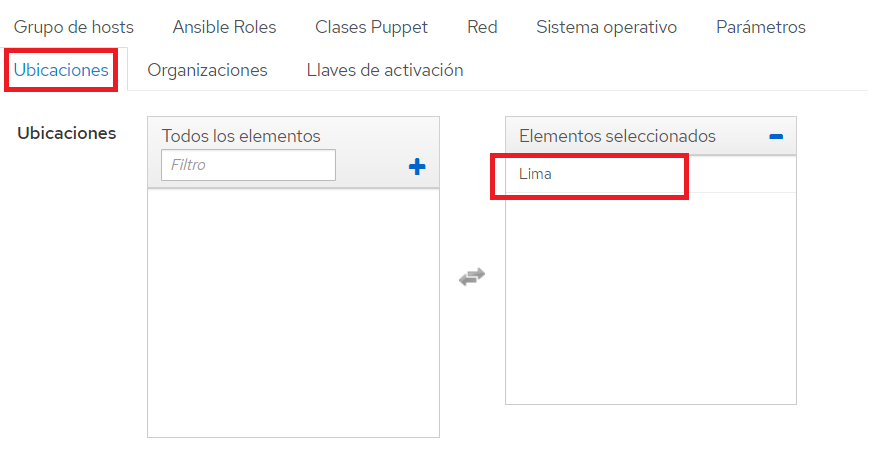 Grupo de hosts Ansible Roles Clases Puppet Red Sistema operativo Parámetros
Ubicaciones Organizaciones Llaves de activación
Ubicaciones
Todos los elementos
Filtro
Elementos seleccionados
Lima